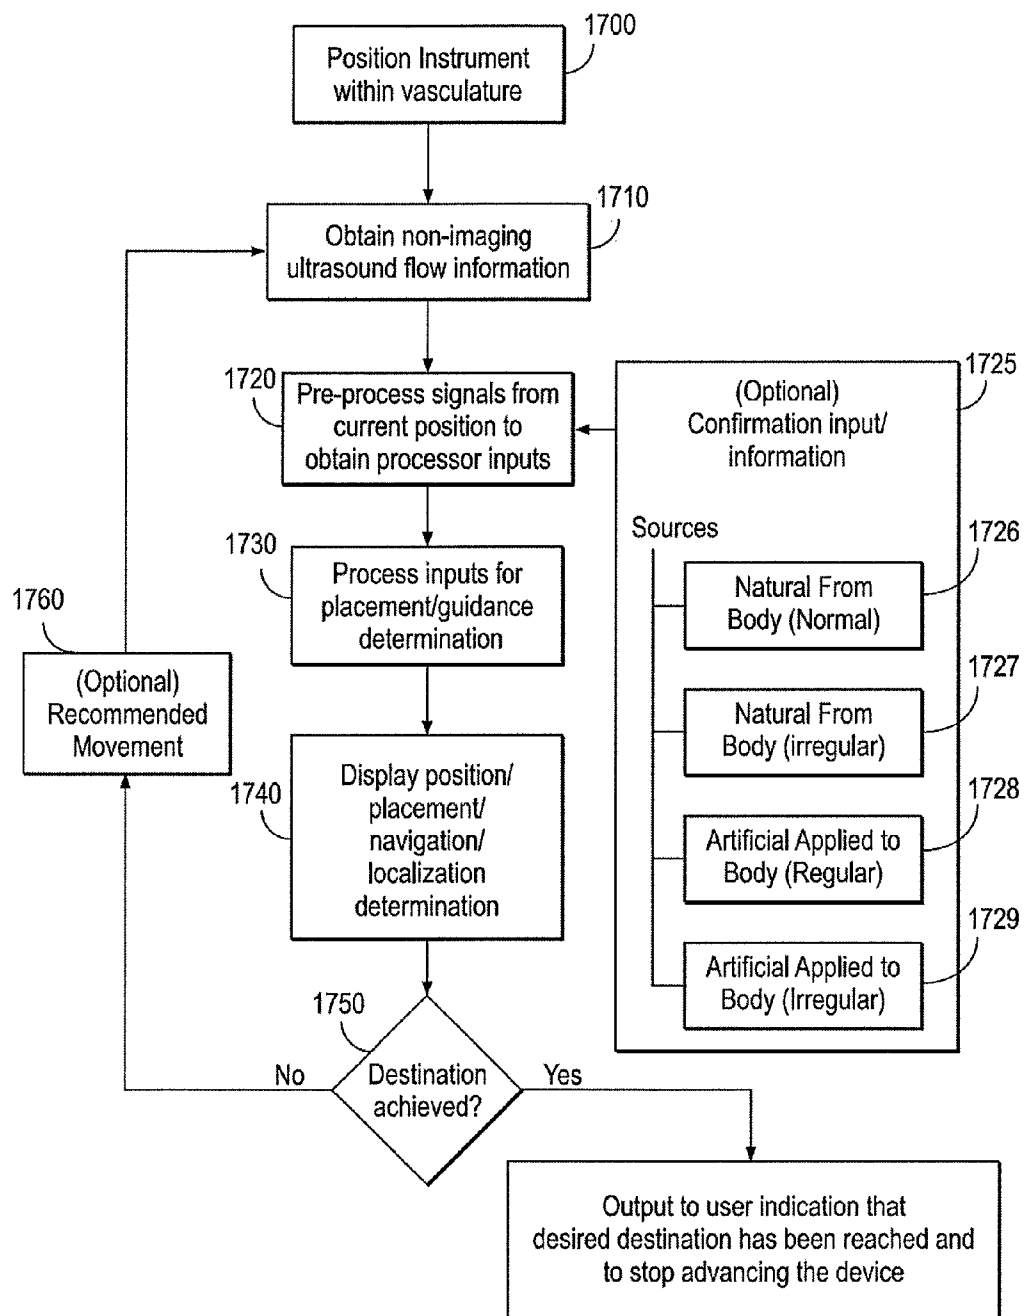 1700
Position Instrument
within vasculature
1710
Obtain non-imaging
ultrasound flow information
1720
Pre-process signals from
current position to
obtain processor inputs
1725
(Optional)
Confirmation input/
information
Sources
1726
Natural From
Body (Normal)
1727
Natural From
Body (irregular)
1728
Artificial Applied to
Body (Regular)
1729
Artificial Applied to
Body (Irregular)
1730
Process inputs for
placement/guidance
determination
1760
(Optional)
Recommended
Movement
1740
Display position/
placement/
navigation/
localization
determination
1750
No
Destination
achieved?
Yes
Output to user indication that
desired destination has been reached and
to stop advancing the device